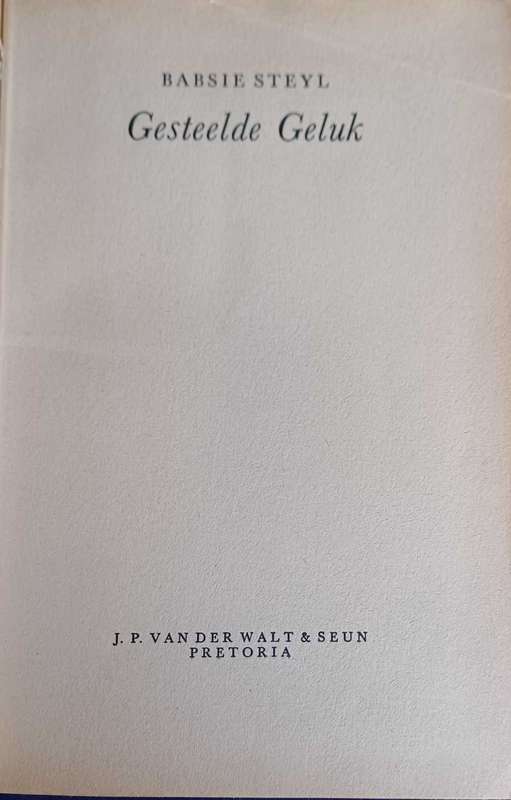 BABSIE STEYL
Gesteelde Geluk
J. P. VAN DER WALT & SEUN
PRETORIA